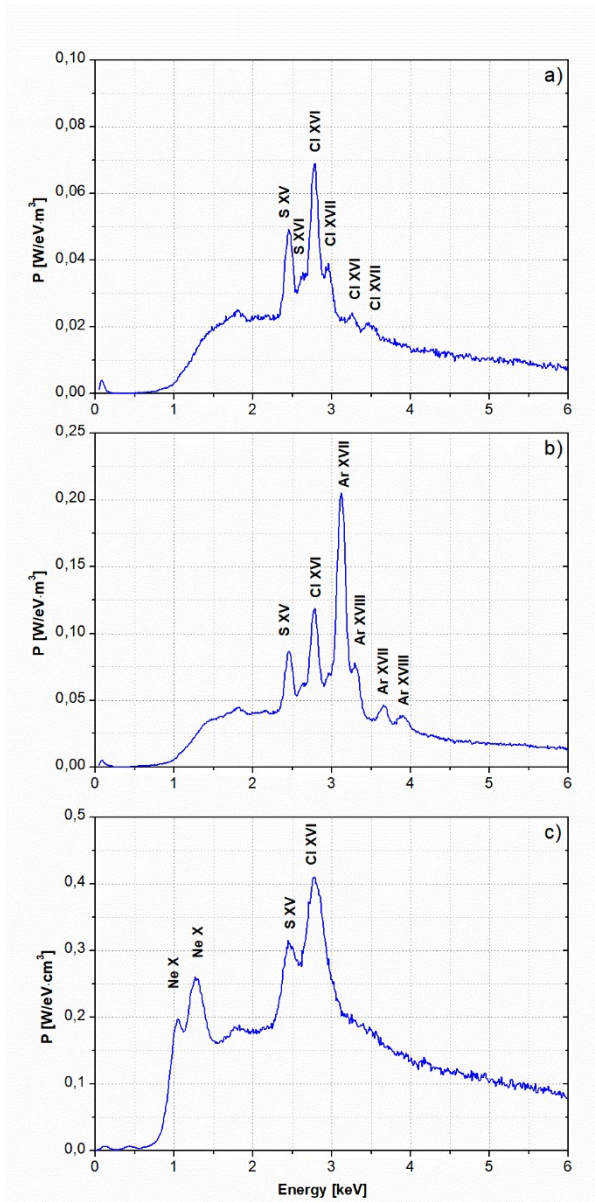 a)
P [W/eV·m³]
0,10
0,08
0,06
0,04
0,02
0,00
S XV
S XVI
Cl XVI
Cl XVII
Cl XVI
Cl XVII
0 1 2 3 4 5 6
b)
P [W/eV·m³]
0,25
0,20
0,15
0,10
0,05
0,00
S XV
Cl XVI
Ar XVII
Ar XVIII
Ar XVII
Ar XVIII
0 1 2 3 4 5 6
c)
P [W/eV·cm³]
0,5
0,4
0,3
0,2
0,1
0,0
Ne X
Ne X
S XV
Cl XVI
0 1 2 3 4 5 6
Energy [keV]